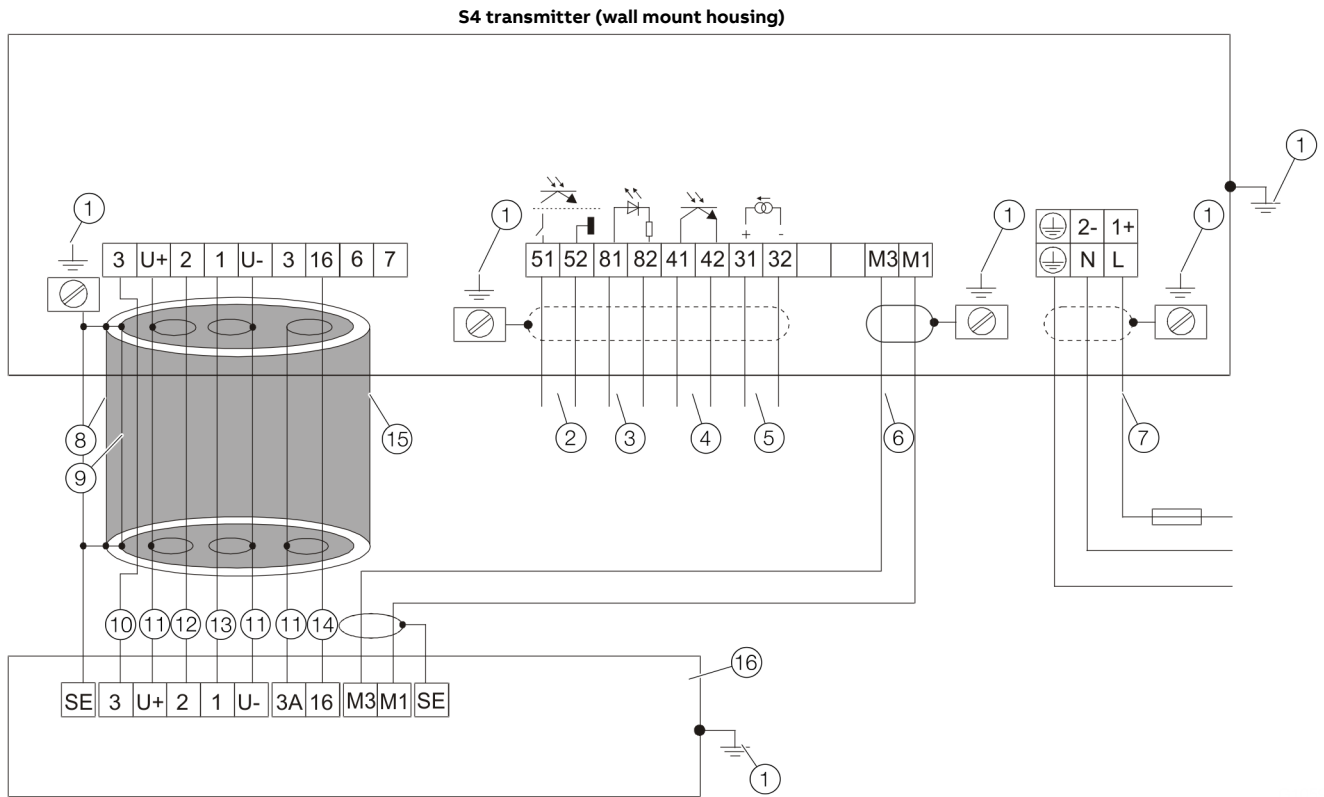 S4 transmitter (wall mount housing)
1
1 1 1 1
2- 1+
3 U+ 2 1 U- 3 16 6 7
51 52 81 82 41 42 31 32 M3 M1
N L
+ -
8 15 2 3 4 5 6 7
9
10 11 12 13 11 11 14
16
SE 3 U+ 2 1 U- 3A 16 M3 M1 SE
1